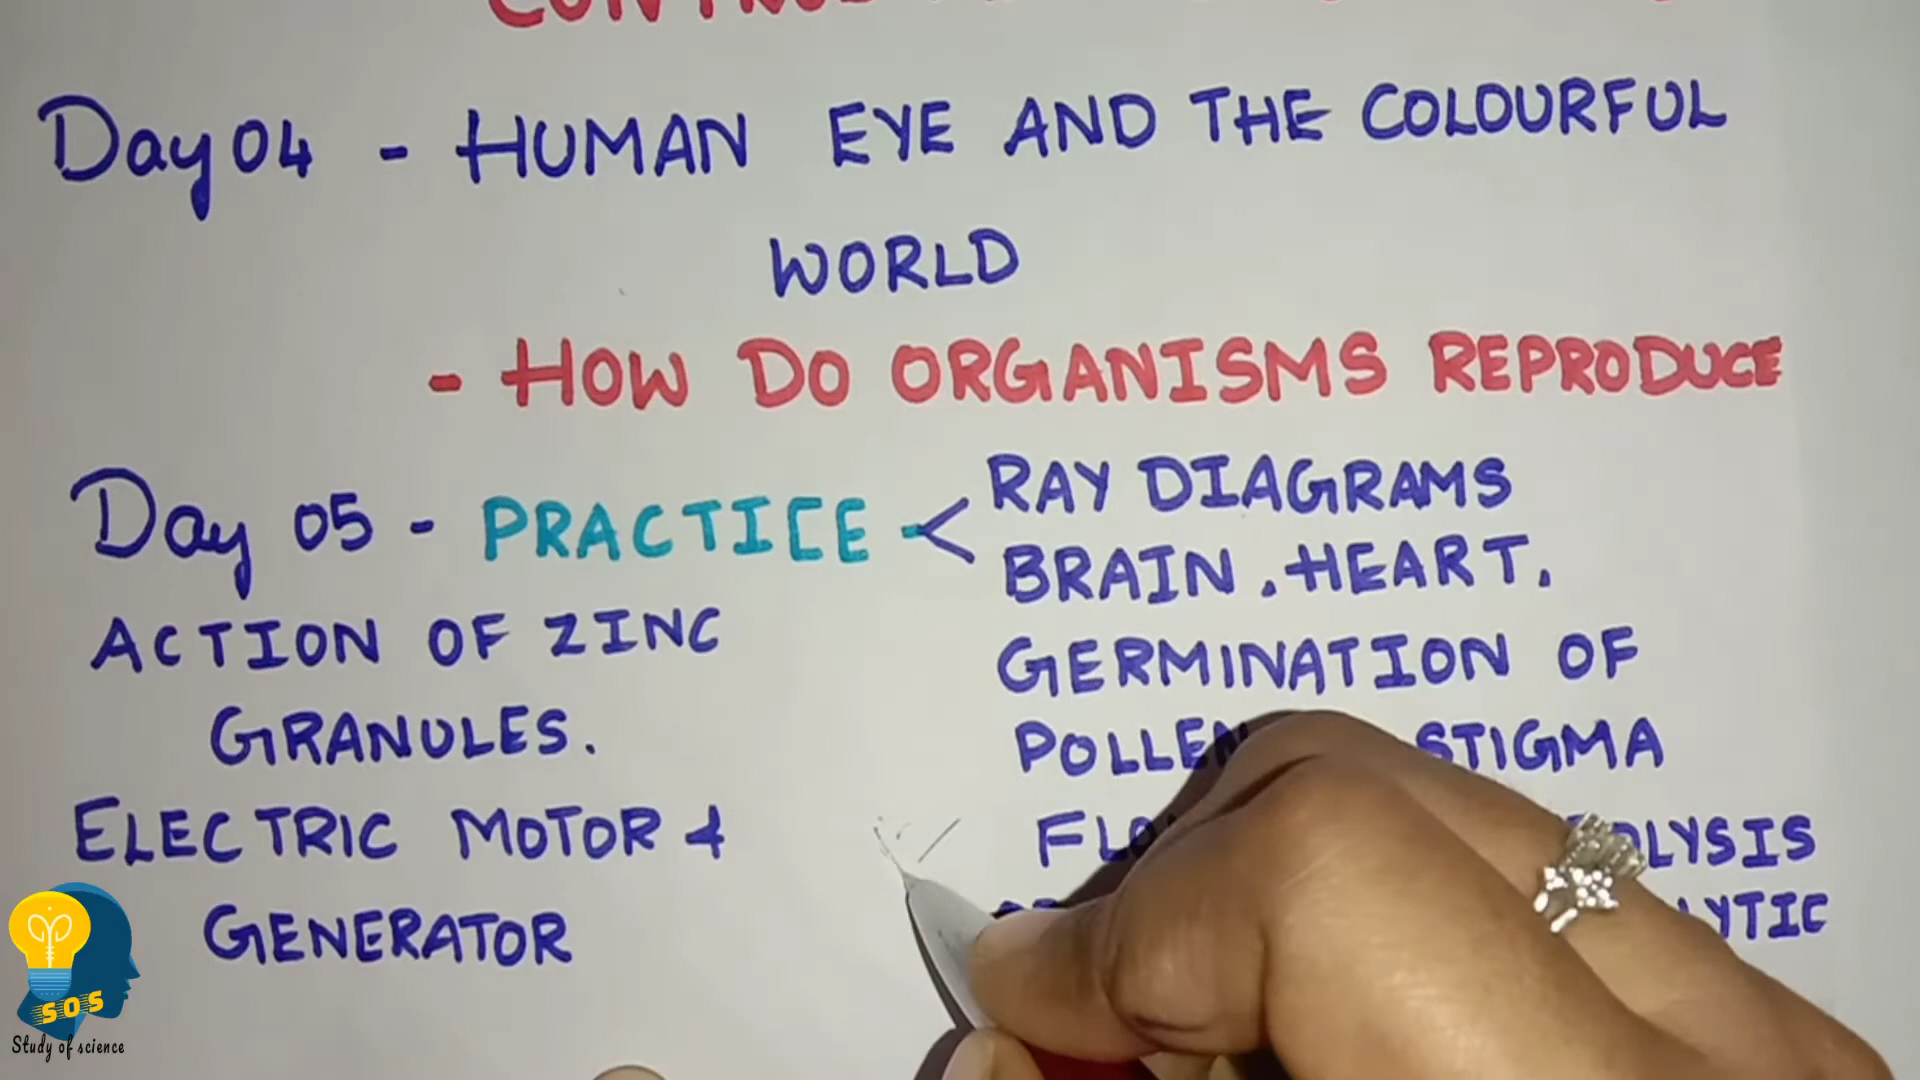 Day 04 - HUMAN EYE AND THE COLOURFUL
WORLD
- HOW DO ORGANISMS REPRODUCE
Day 05 - PRACTICE -< RAY DIAGRAMS
BRAIN. HEART.
ACTION OF ZINC
GERMINATION OF
GRANULES.
STIGMA
ELECTRIC MOTOR &
GENERATOR
SOS
Study of science